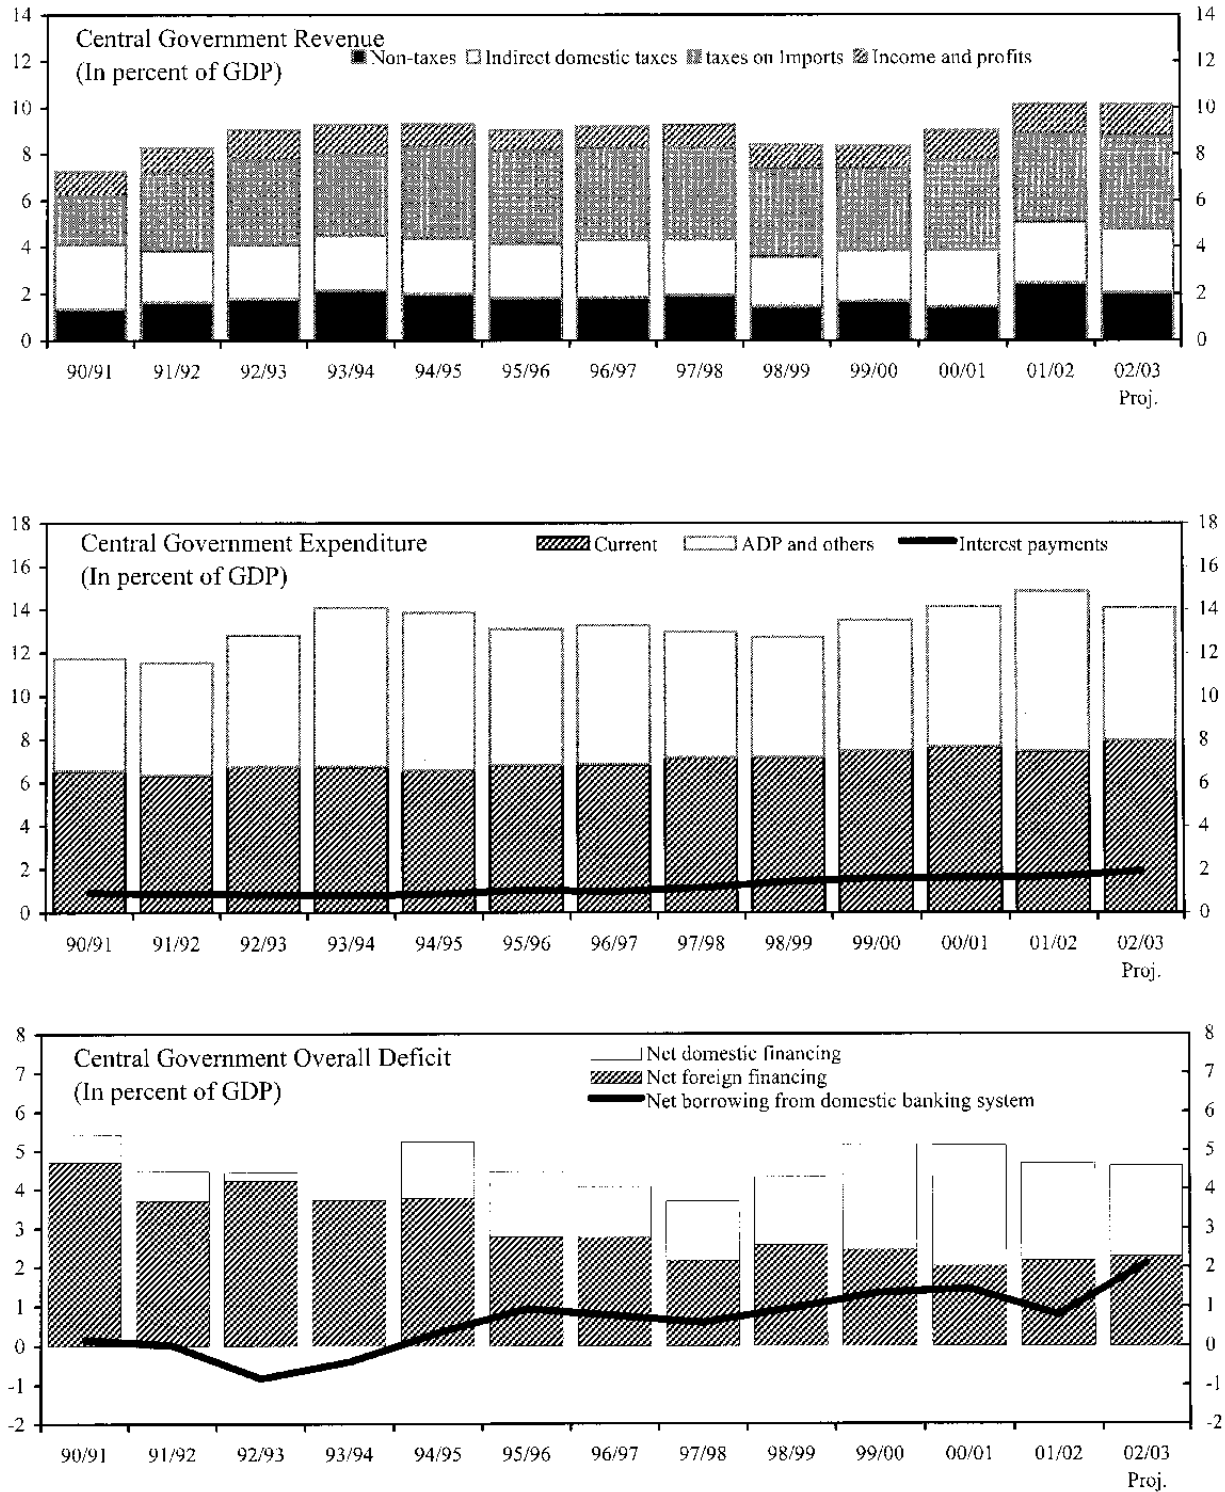 Central Government Revenue
(In percent of GDP)
Non-taxes Indirect domestic taxes taxes on Imports Income and profits
14 14
12 12
10 10
8 8
6 6
4 4
2 2
0 0
90/91 91/92 92/93 93/94 94/95 95/96 96/97 97/98 98/99 99/00 00/01 01/02 02/03
Proj.
Central Government Expenditure
(In percent of GDP)
Current ADP and others Interest payments
18 18
16 16
14 14
12 12
10 10
8 8
6 6
4 4
2 2
0 0
90/91 91/92 92/93 93/94 94/95 95/96 96/97 97/98 98/99 99/00 00/01 01/02 02/03
Proj.
Central Government Overall Deficit
(In percent of GDP)
Net domestic financing
Net foreign financing
Net borrowing from domestic banking system
8 8
7 7
6 6
5 5
4 4
3 3
2 2
1 1
0 0
-1 -1
-2 -2
90/91 91/92 92/93 93/94 94/95 95/96 96/97 97/98 98/99 99/00 00/01 01/02 02/03
Proj.